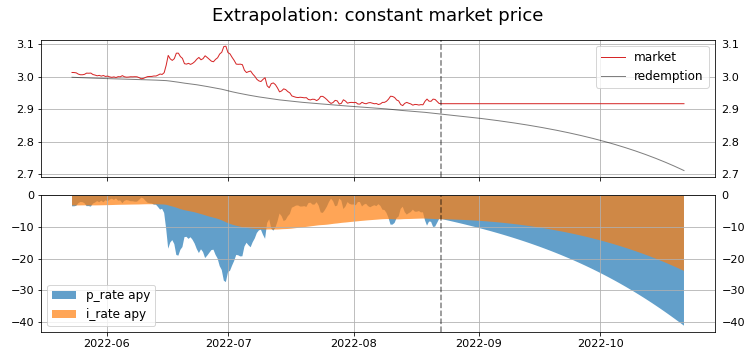 Extrapolation: constant market price
3.1 3.1
3.0 3.0
2.9 2.9
2.8 2.8
2.7 2.7
market
redemption
0 0
−10 −10
−20 −20
−30 −30
−40 −40
p_rate apy
i_rate apy
2022-06 2022-07 2022-08 2022-09 2022-10